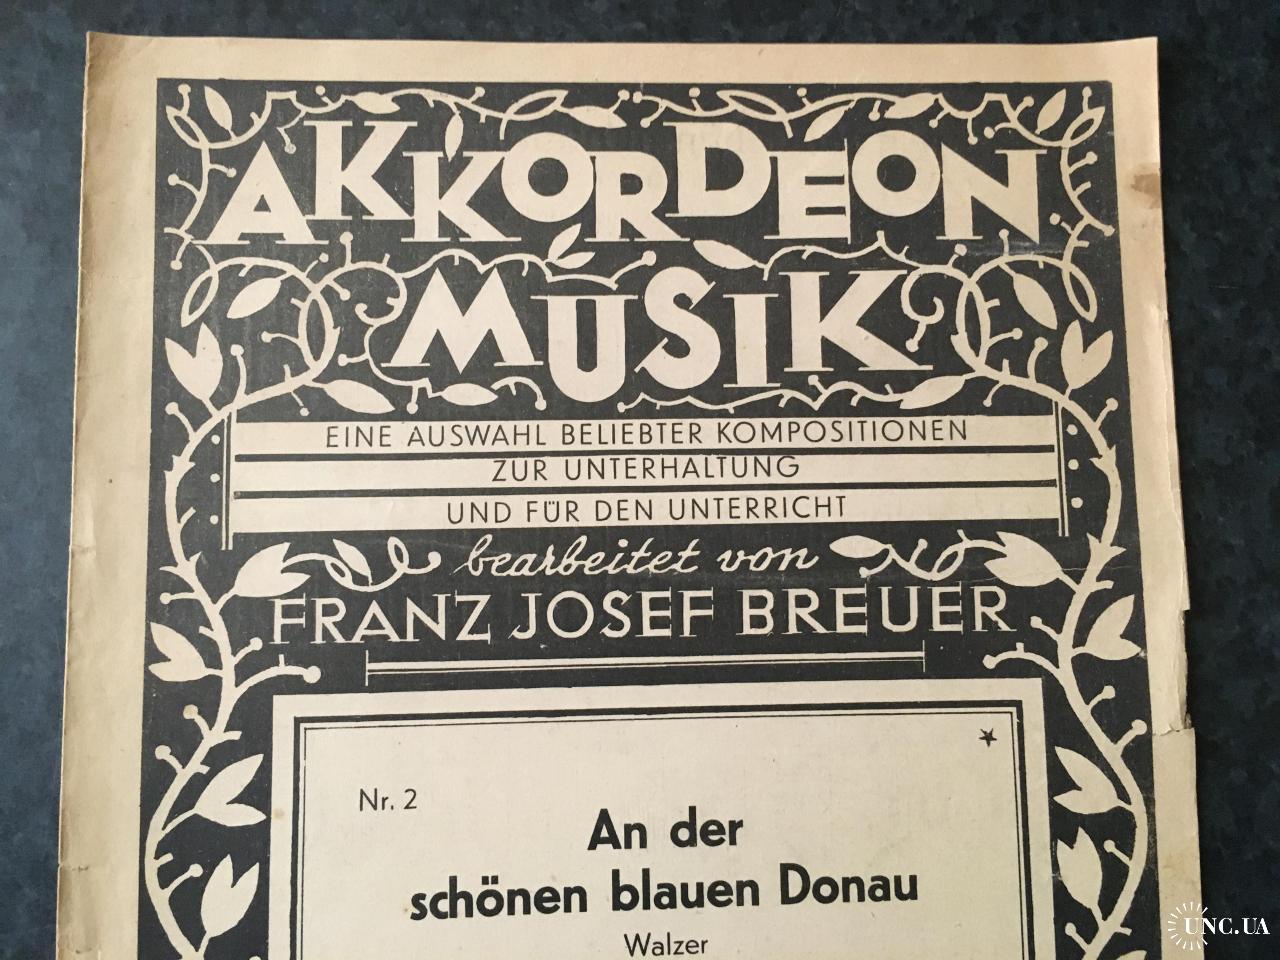 AKKORDEON
MUSIK
EINE AUSWAHL BELIEBTER KOMPOSITIONEN
ZUR UNTERHALTUNG
UND FÜR DEN UNTERRICHT
bearbeitet von
FRANZ JOSEF BREUER
Nr. 2
An der
schönen blauen Donau
Walzer
UNC.UA